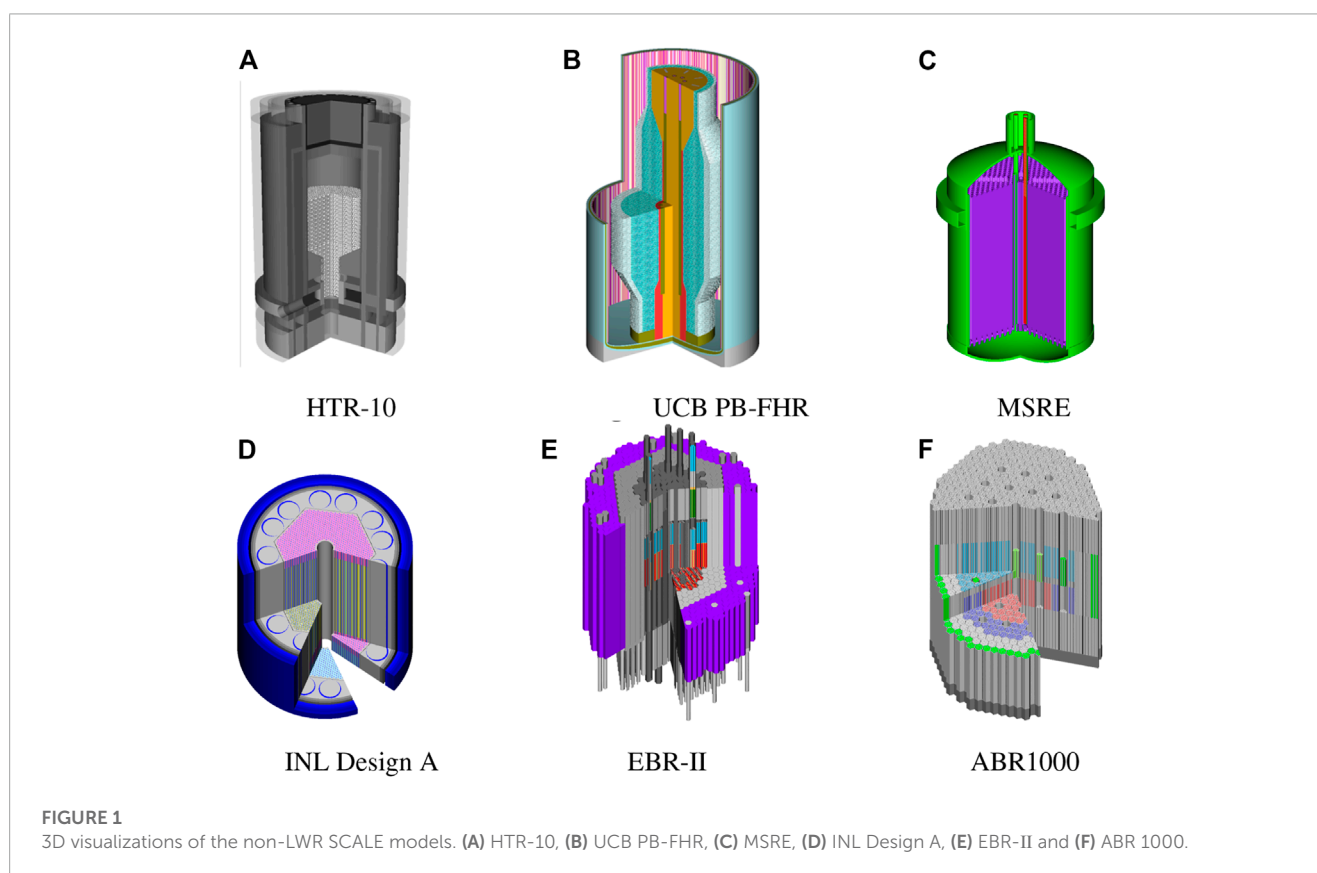 A
B
C
HTR-10
UCB PB-FHR
MSRE
D
E
F
INL Design A
EBR-II
ABR1000
FIGURE 1
3D visualizations of the non-LWR SCALE models. (A) HTR-10, (B) UCB PB-FHR, (C) MSRE, (D) INL Design A, (E) EBR-II and (F) ABR 1000.